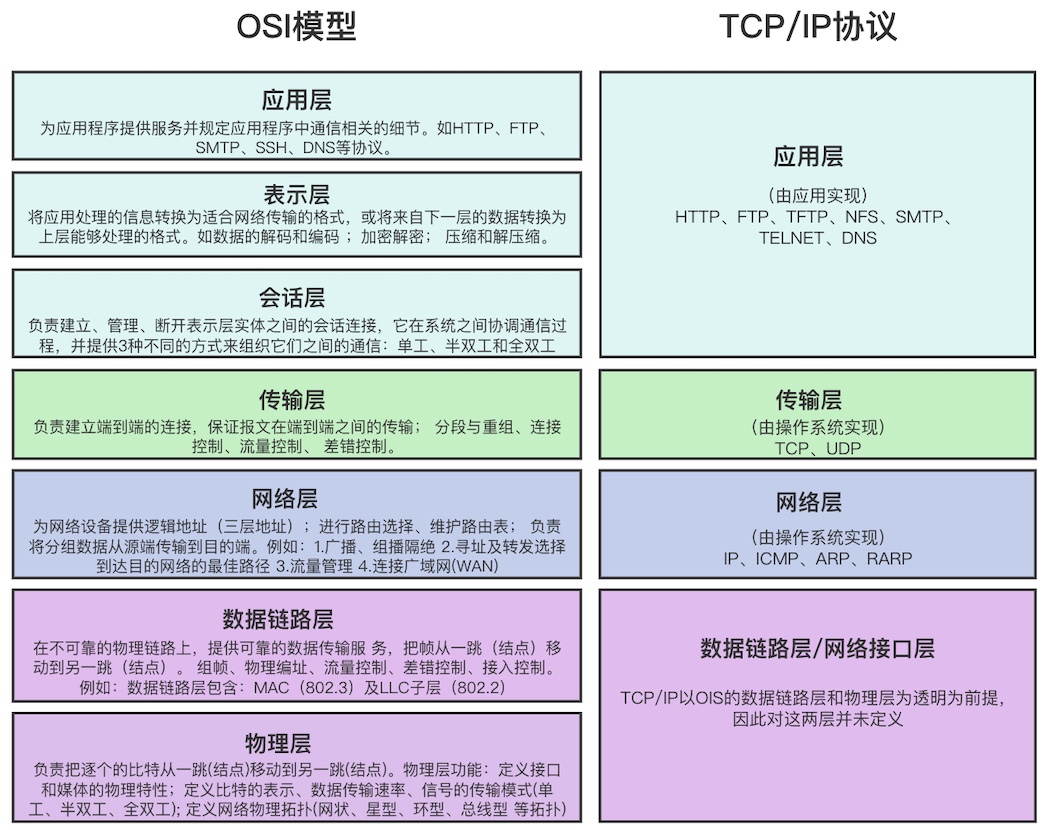 OSI模型
应用层
为应用程序提供服务并规定应用程序中通信相关的细节。如HTTP、FTP、
SMTP、SSH、DNS等协议。
表示层
将应用处理的信息转换为适合网络传输的格式，或将来自下一层的数据转换为
上层能够处理的格式。如数据的解码和编码 ；加密解密； 压缩和解压缩。
会话层
负责建立、管理、断开表示层实体之间的会话连接，它在系统之间协调通信过
程，并提供3种不同的方式来组织它们之间的通信：单工、半双工和全双工
传输层
负责建立端到端的连接，保证报文在端到端之间的传输； 分段与重组、连接
控制、流量控制、 差错控制。
网络层
为网络设备提供逻辑地址（三层地址）；进行路由选择、维护路由表； 负责
将分组数据从源端传输到目的端。例如：1.广播、组播隔绝 2.寻址及转发选择
到达目的网络的最佳路径 3.流量管理 4.连接广域网(WAN)
数据链路层
在不可靠的物理链路上，提供可靠的数据传输服 务，把帧从一跳（结点）移
动到另一跳（结点）。 组帧、物理编址、流量控制、差错控制、接入控制。
例如：数据链路层包含：MAC（802.3）及LLC子层（802.2）
物理层
负责把逐个的比特从一跳(结点)移动到另一跳(结点)。物理层功能：定义接口
和媒体的物理特性；定义比特的表示、数据传输速率、信号的传输模式(单
工、半双工、全双工); 定义网络物理拓扑(网状、星型、环型、总线型 等拓扑)
TCP/IP协议
应用层
（由应用实现）
HTTP、FTP、TFTP、NFS、SMTP、
TELNET、DNS
传输层
（由操作系统实现）
TCP、UDP
网络层
（由操作系统实现）
IP、ICMP、ARP、RARP
数据链路层/网络接口层
TCP/IP以OIS的数据链路层和物理层为透明为前提，
因此对这两层并未定义